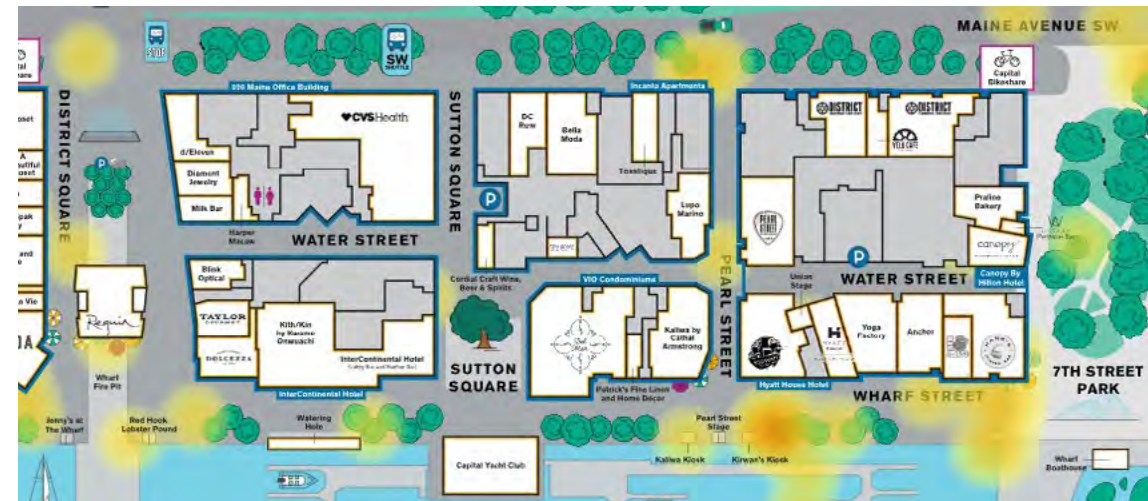 MAINE AVENUE SW
STOP
SW
SHUTTLE
Capital
Bikeshare
DISTRICT
SQUARE
SUTTON
SQUARE
800 Maine Office Building
Incanto Apartments
CVSHealth
DC
Row
Bella
Moda
Toastique
DISTRICT
DISTRICT
VELO CAFE
d/Eleven
Diament
Jewelry
Milk Bar
Harper
Macaw
P
P
P
Lupo
Marino
PEARL
STREET
Praline
Bakery
canopy
Canopy By
Hilton Hotel
WATER STREET
WATER STREET
Blink
Optical
TAYLOR
DOLCEZZA
Kith/Kin
by Kwame
Onwuachi
InterContinental Hotel
InterContinental Hotel
Cordial Craft Wine,
Beer & Spirits
VIO Condominiums
PEARL STREET
Union
Stage
Kaliwa by
Cathal
Armstrong
HYATT
Yoga
Factory
Anchor
Hyatt House Hotel
Requin
Wharf
Fire Pit
SUTTON
SQUARE
Patrick's Fine Linen
and Home Décor
WHARF STREET
7TH STREET
PARK
Jenny's at
The Wharf
Red Hook
Lobster Pound
Watering
Hole
Capital Yacht Club
Pearl Street
Stage
Kaliwa Kiosk
Kirwan's Kiosk
Wharf
Boathouse